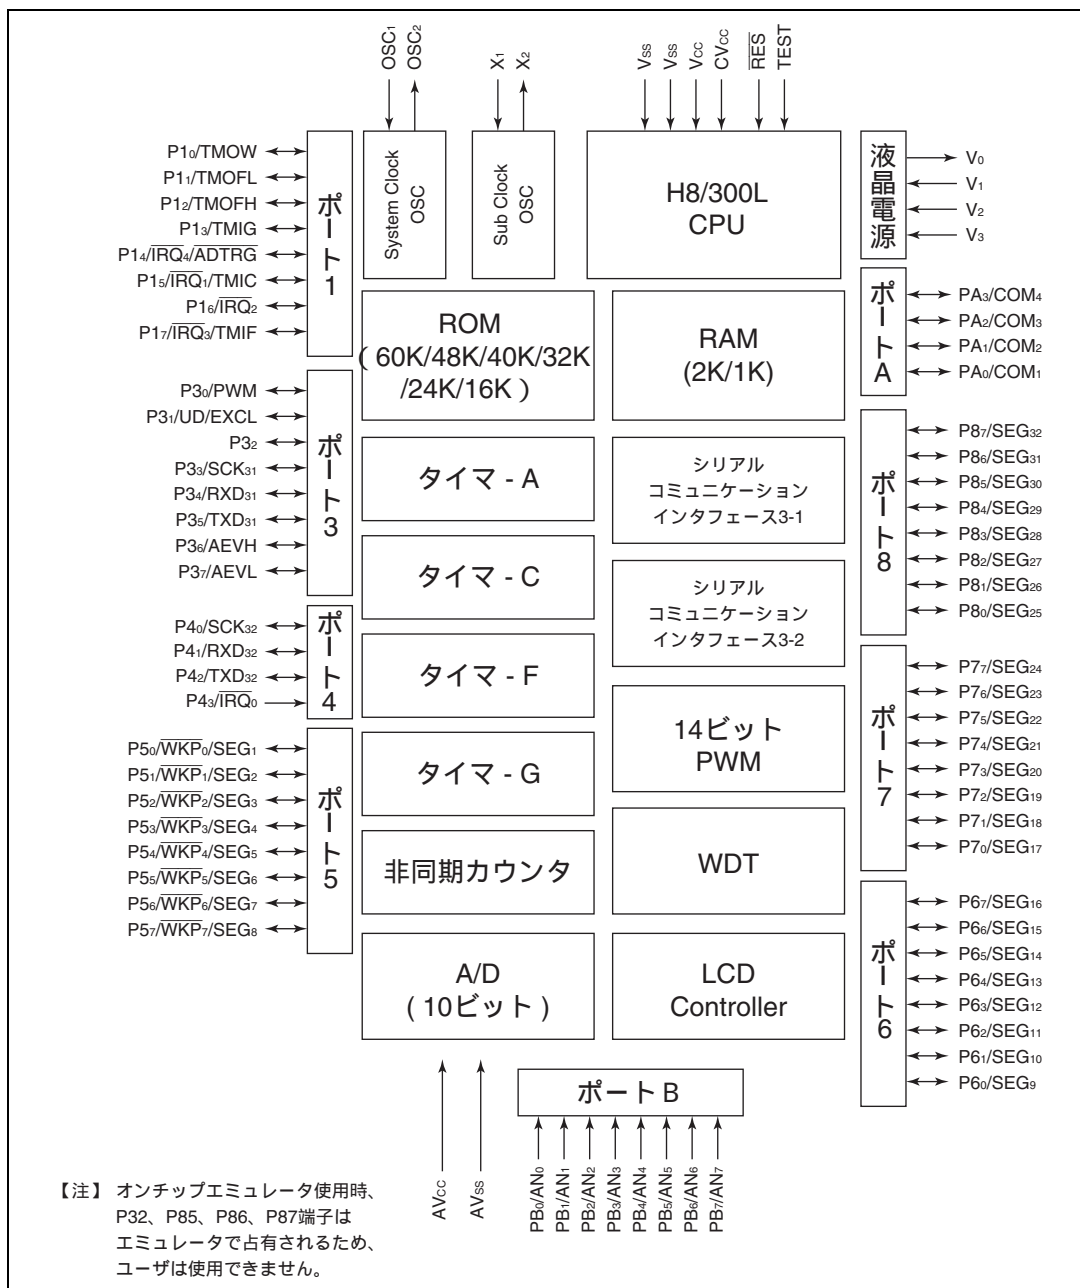 OSC₁
OSC₂
X₁
X₂
Vss
Vss
Vcc
CVcc
R̅E̅S̅
TEST
P1₀/TMOW
P1₁/TMOFL
P1₂/TMOFH
P1₃/TMIG
P1₄/I̅R̅Q̅₄/A̅D̅T̅R̅G̅
P1₅/I̅R̅Q̅₁/TMIC
P1₆/I̅R̅Q̅₂
P1₇/I̅R̅Q̅₃/TMIF
ポート1
System Clock
OSC
Sub Clock
OSC
H8/300L
CPU
液晶電源
V₀
V₁
V₂
V₃
ROM
(60K/48K/40K/32K
/24K/16K)
RAM
(2K/1K)
ポートA
PA₃/COM₄
PA₂/COM₃
PA₁/COM₂
PA₀/COM₁
P3₀/PWM
P3₁/UD/EXCL
P3₂
P3₃/SCK₃₁
P3₄/RXD₃₁
P3₅/TXD₃₁
P3₆/AEVH
P3₇/AEVL
ポート3
タイマ - A
シリアル
コミュニケーション
インタフェース3-1
ポート8
P8₇/SEG₃₂
P8₆/SEG₃₁
P8₅/SEG₃₀
P8₄/SEG₂₉
P8₃/SEG₂₈
P8₂/SEG₂₇
P8₁/SEG₂₆
P8₀/SEG₂₅
タイマ - C
シリアル
コミュニケーション
インタフェース3-2
P4₀/SCK₃₂
P4₁/RXD₃₂
P4₂/TXD₃₂
P4₃/I̅R̅Q̅₀
ポート4
タイマ - F
14ビット
PWM
ポート7
P7₇/SEG₂₄
P7₆/SEG₂₃
P7₅/SEG₂₂
P7₄/SEG₂₁
P7₃/SEG₂₀
P7₂/SEG₁₉
P7₁/SEG₁₈
P7₀/SEG₁₇
P5₀/W̅K̅P̅₀/SEG₁
P5₁/W̅K̅P̅₁/SEG₂
P5₂/W̅K̅P̅₂/SEG₃
P5₃/W̅K̅P̅₃/SEG₄
P5₄/W̅K̅P̅₄/SEG₅
P5₅/W̅K̅P̅₅/SEG₆
P5₆/W̅K̅P̅₆/SEG₇
P5₇/W̅K̅P̅₇/SEG₈
ポート5
タイマ - G
非同期カウンタ
WDT
A/D
(10ビット)
LCD
Controller
ポート6
P6₇/SEG₁₆
P6₆/SEG₁₅
P6₅/SEG₁₄
P6₄/SEG₁₃
P6₃/SEG₁₂
P6₂/SEG₁₁
P6₁/SEG₁₀
P6₀/SEG₉
ポートB
AVcc
AVss
PB₀/AN₀
PB₁/AN₁
PB₂/AN₂
PB₃/AN₃
PB₄/AN₄
PB₅/AN₅
PB₆/AN₆
PB₇/AN₇
【注】 オンチップエミュレータ使用時、
P32、P85、P86、P87端子は
エミュレータで占有されるため、
ユーザは使用できません。